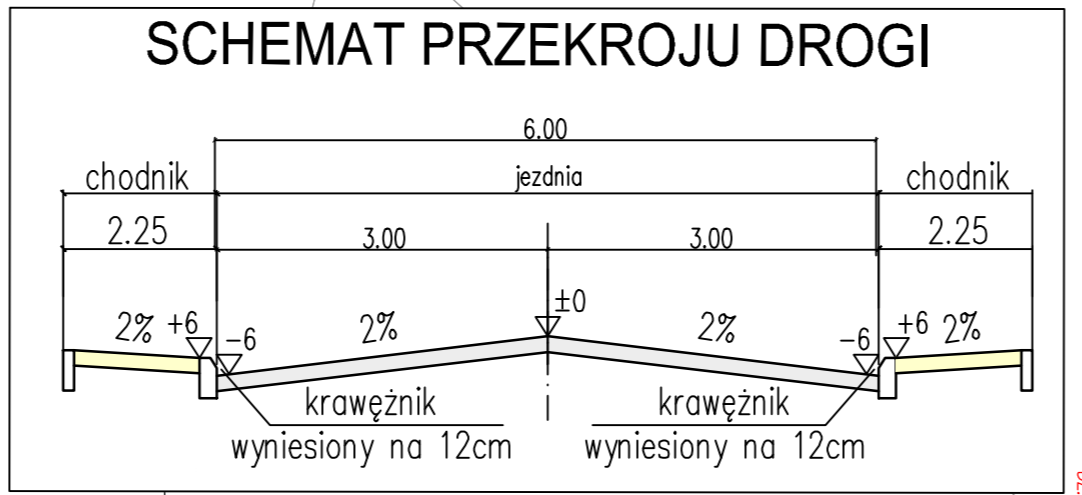 SCHEMAT PRZEKROJU DROGI
6.00
chodnik jezdnia chodnik
2.25 3.00 3.00 2.25
±0
2% +6 -6 2% 2% -6 +6 2%
krawężnik krawężnik
wyniesiony na 12cm wyniesiony na 12cm